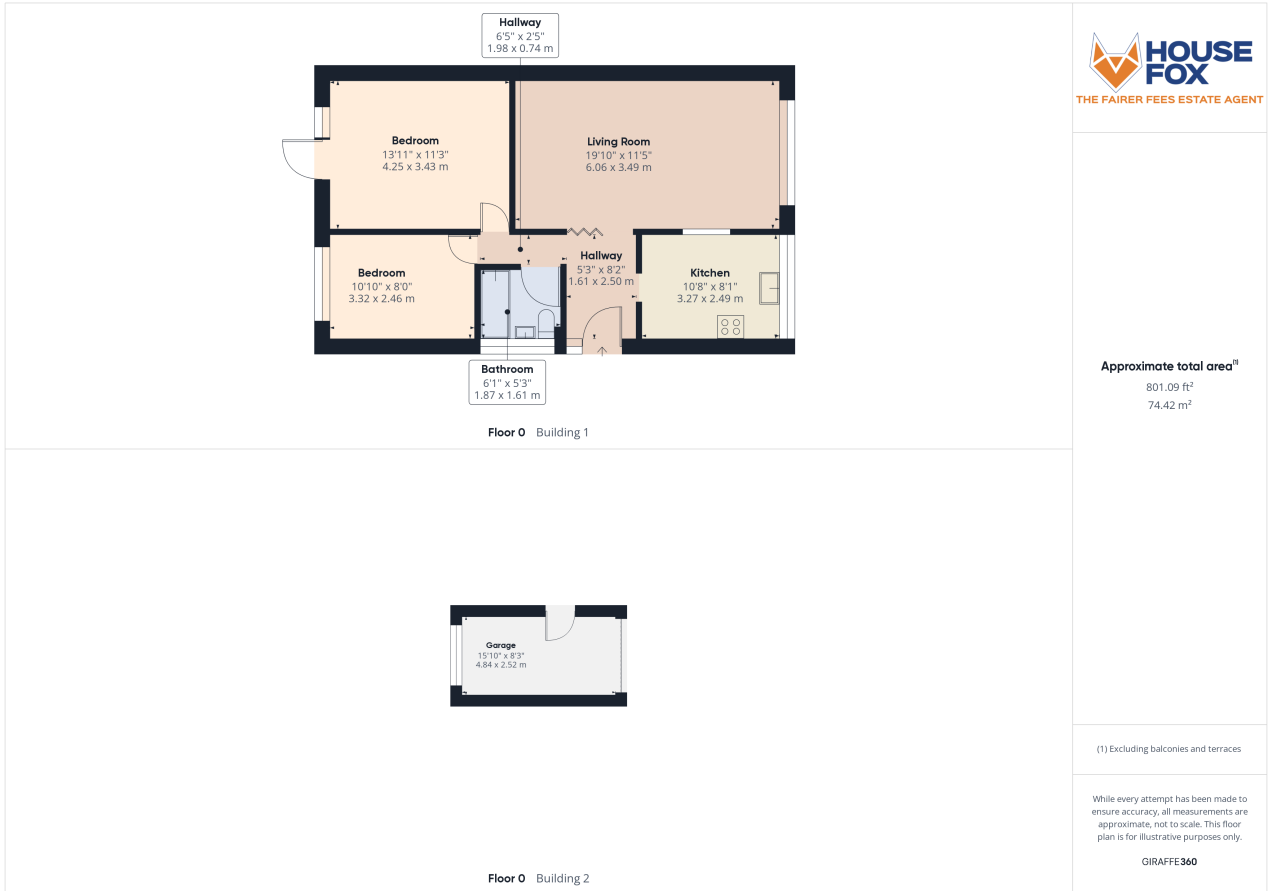 Hallway
6'5" x 2'5"
1.98 x 0.74 m
Bedroom
13'11" x 11'3"
4.25 x 3.43 m
Living Room
19'10" x 11'5"
6.06 x 3.49 m
Bedroom
10'10" x 8'0"
3.32 x 2.46 m
Hallway
5'3" x 8'2"
1.61 x 2.50 m
Kitchen
10'8" x 8'1"
3.27 x 2.49 m
Bathroom
6'1" x 5'3"
1.87 x 1.61 m
Floor 0 Building 1
Garage
15'10" x 8'3"
4.84 x 2.52 m
Floor 0 Building 2
HOUSE
FOX
THE FAIRER FEES ESTATE AGENT
Approximate total area(1)
801.09 ft²
74.42 m²
(1) Excluding balconies and terraces
While every attempt has been made to
ensure accuracy, all measurements are
approximate, not to scale. This floor
plan is for illustrative purposes only.
GIRAFFE360